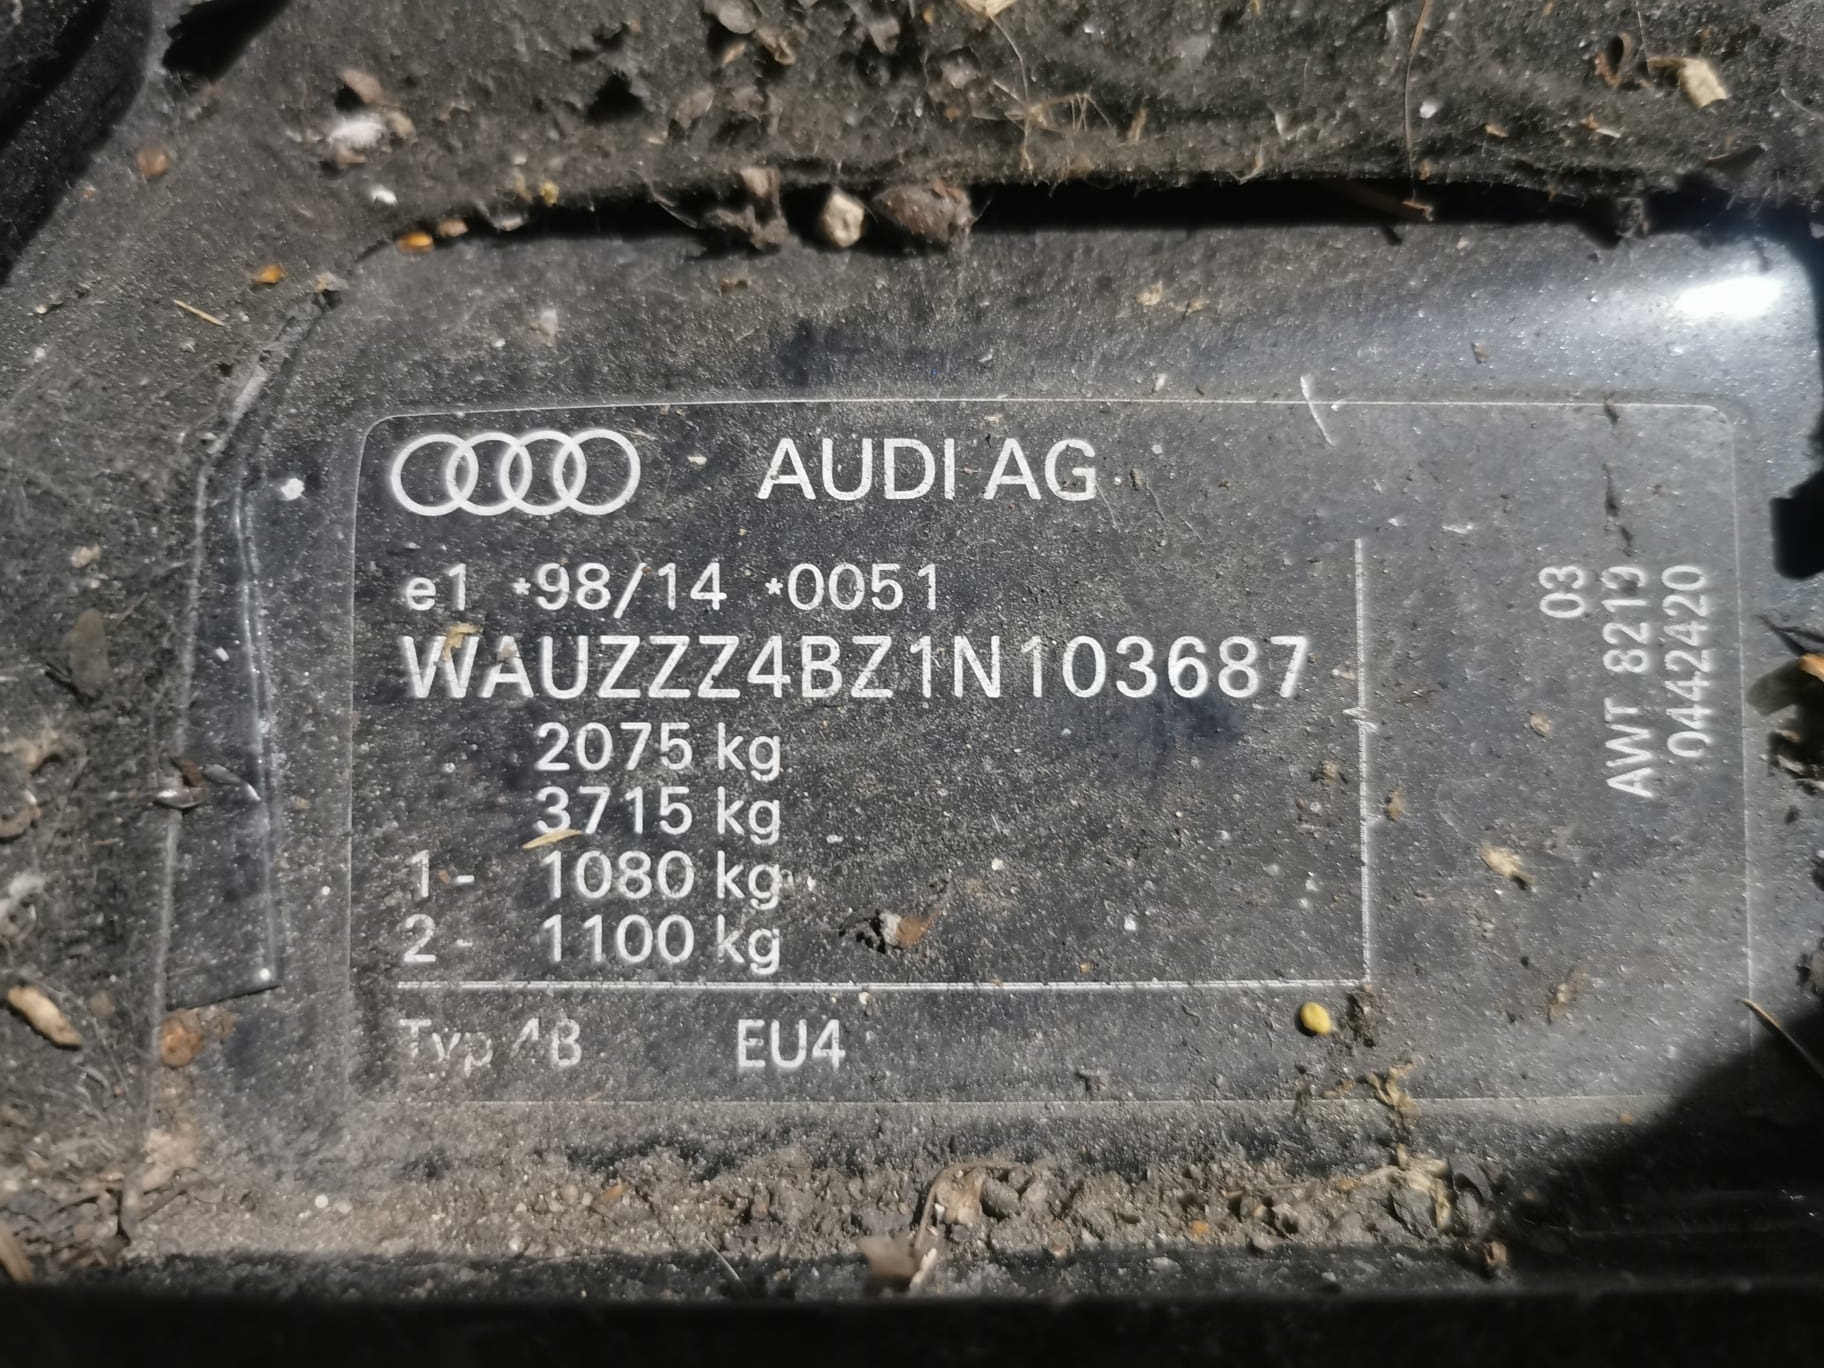 AUDI AG
e1 *98/14 *0051
WAUZZZ4BZ1N103687
2075 kg
3715 kg
1- 1080 kg
2- 1100 kg
Typ 4B EU4
03
AWT 8213
0442420